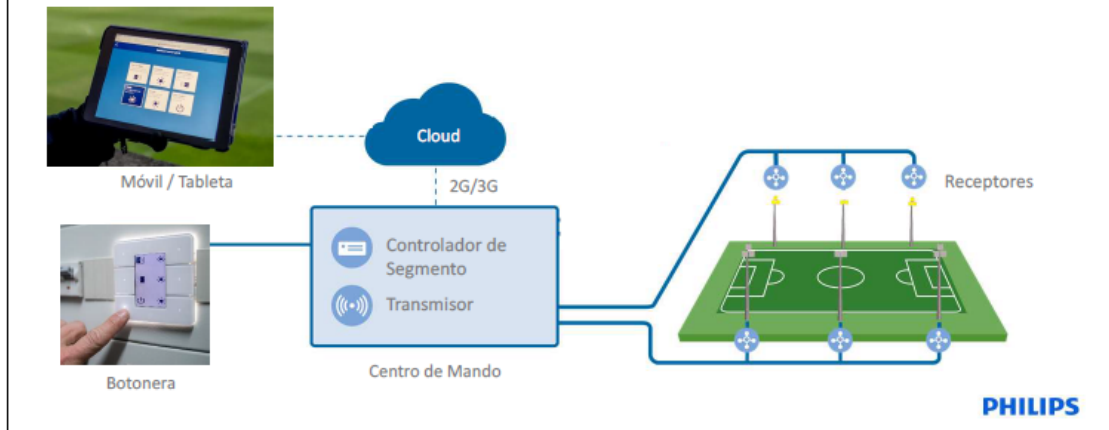 Cloud
Móvil / Tableta
2G/3G
Receptores
Controlador de
Segmento
Transmisor
Centro de Mando
Botonera
PHILIPS